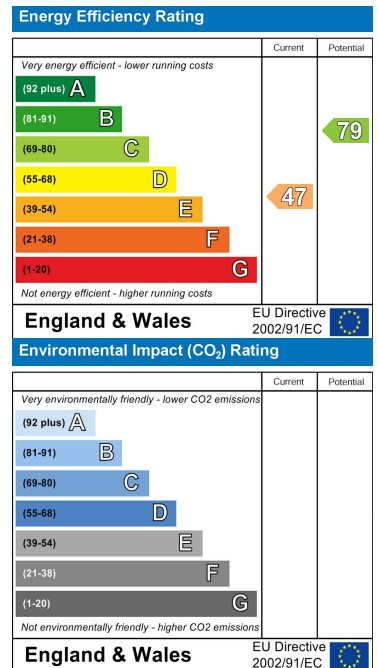 Energy Efficiency Rating
Current Potential
Very energy efficient - lower running costs
(92 plus) A
(81-91) B
79
(69-80) C
(55-68) D
47
(39-54) E
(21-38) F
(1-20) G
Not energy efficient - higher running costs
England & Wales
EU Directive
2002/91/EC
Environmental Impact (CO₂) Rating
Current Potential
Very environmentally friendly - lower CO2 emissions
(92 plus) A
(81-91) B
(69-80) C
(55-68) D
(39-54) E
(21-38) F
(1-20) G
Not environmentally friendly - higher CO2 emissions
England & Wales
EU Directive
2002/91/EC